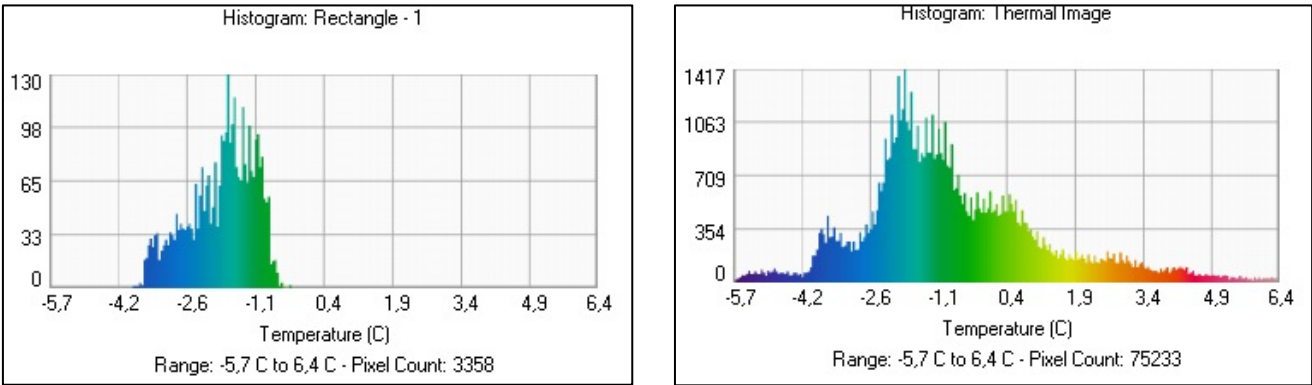 Histogram: Rectangle - 1
130
98
65
33
0
-5,7 -4,2 -2,6 -1,1 0,4 1,9 3,4 4,9 6,4
Temperature (C)
Range: -5,7 C to 6,4 C - Pixel Count: 3358
Histogram: Thermal Image
1417
1063
709
354
0
-5,7 -4,2 -2,6 -1,1 0,4 1,9 3,4 4,9 6,4
Temperature (C)
Range: -5,7 C to 6,4 C - Pixel Count: 75233